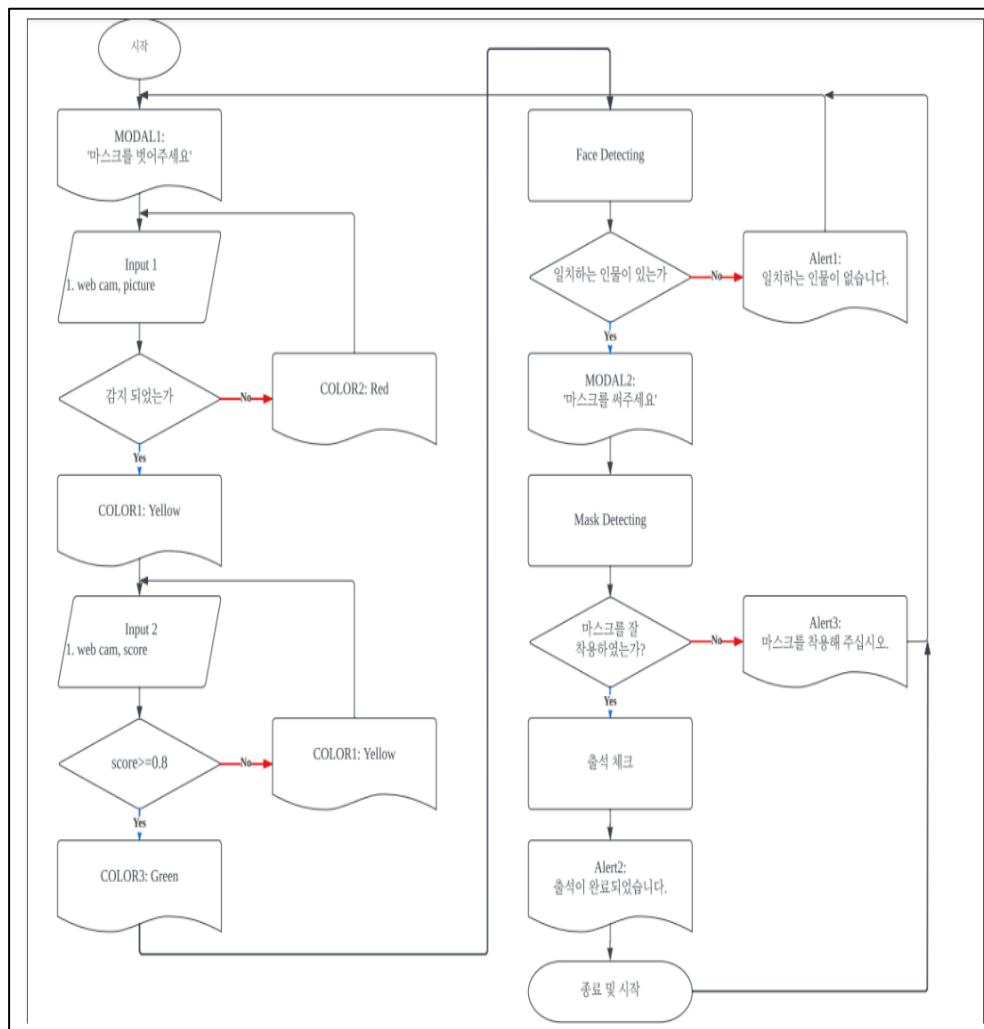 시작
MODAL1:
'마스크를 벗어주세요'
Input 1
1. web cam, picture
감지 되었는가
No
COLOR2: Red
Yes
COLOR1: Yellow
Input 2
1. web cam, score
score>=0.8
No
COLOR1: Yellow
Yes
COLOR3: Green
Face Detecting
일치하는 인물이 있는가
No
Alert1:
일치하는 인물이 없습니다.
Yes
MODAL2:
'마스크를 써주세요'
Mask Detecting
마스크를 잘
착용하였는가?
No
Alert3:
마스크를 착용해 주십시오.
Yes
출석 체크
Alert2:
출석이 완료되었습니다.
종료 및 시작